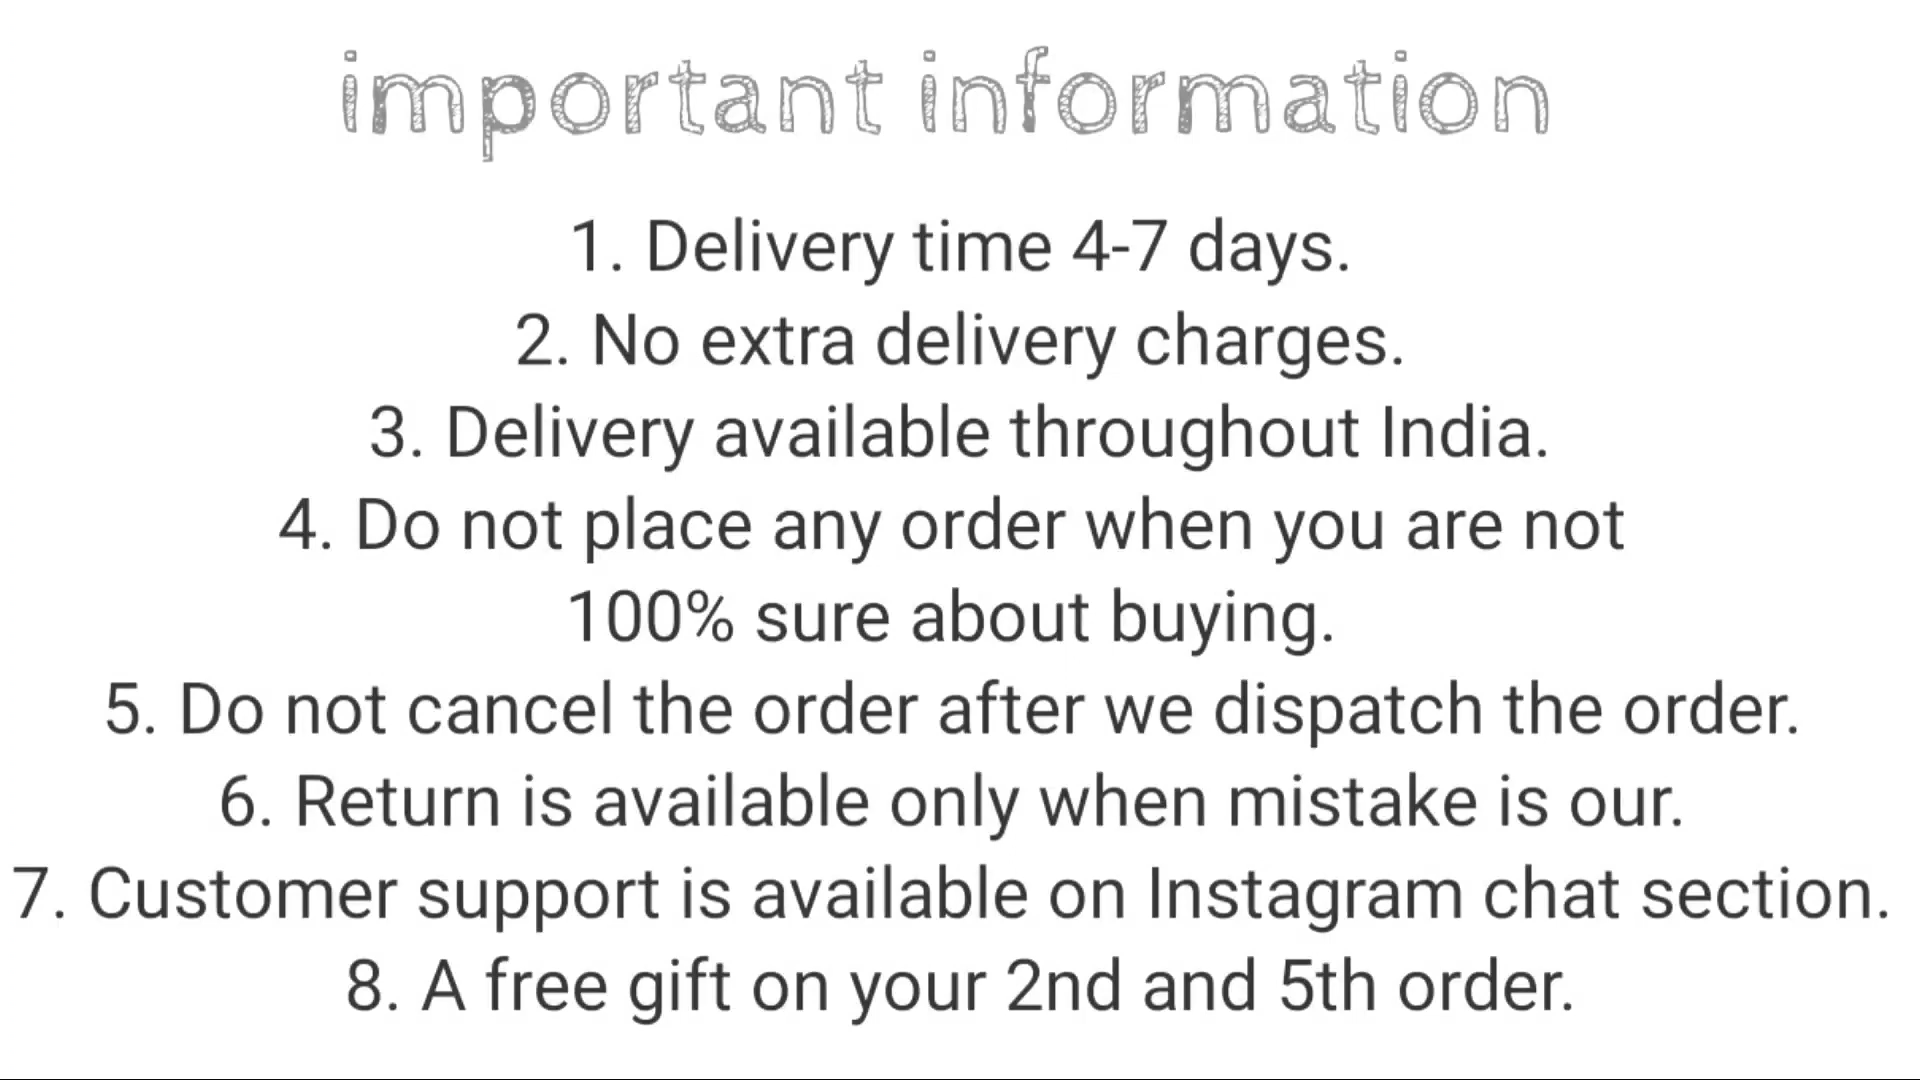 important information
1. Delivery time 4-7 days.
2. No extra delivery charges.
3. Delivery available throughout India.
4. Do not place any order when you are not
100% sure about buying.
5. Do not cancel the order after we dispatch the order.
6. Return is available only when mistake is our.
7. Customer support is available on Instagram chat section.
8. A free gift on your 2nd and 5th order.